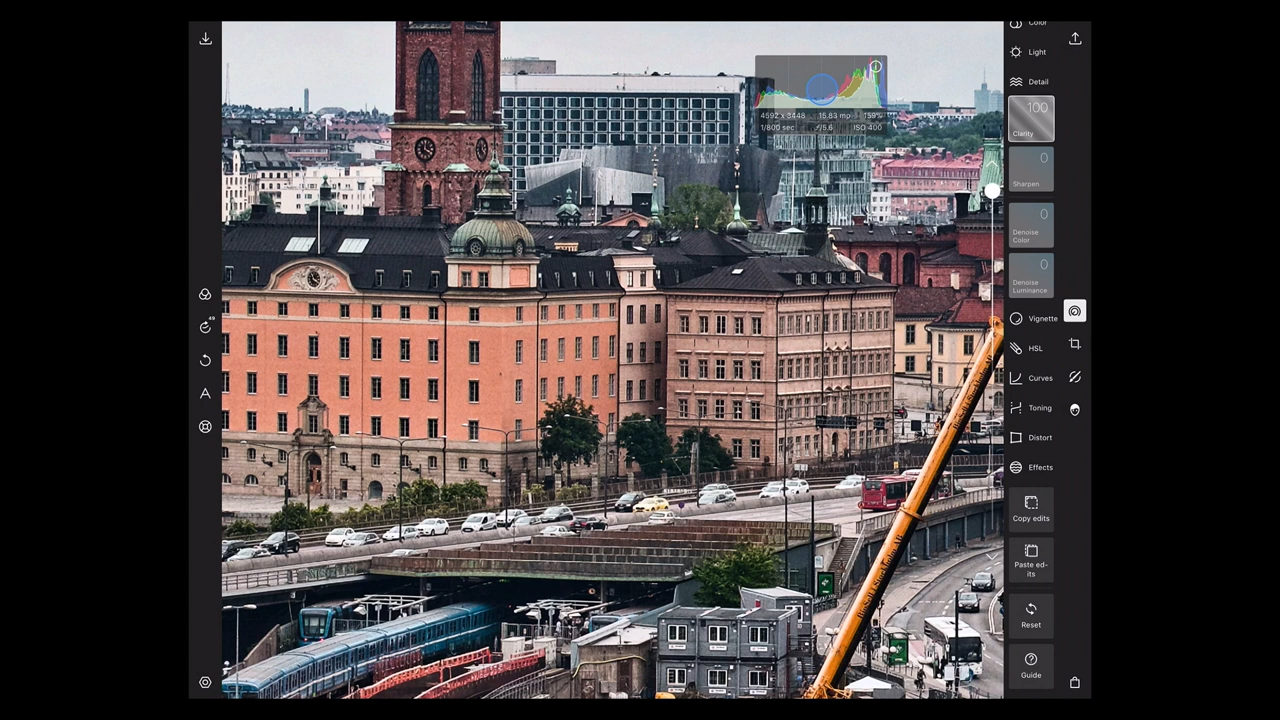 Color
Light
Detail
100
Clarity
0
Sharpen
0
Denoise
Color
0
Denoise
Luminance
Vignette
HSL
Curves
Toning
Distort
Effects
Copy edits
Paste ed-
its
Reset
Guide
4592 x 3448 15,83 mp 159%
1/800 sec ƒ/5.6 ISO 400
49
A